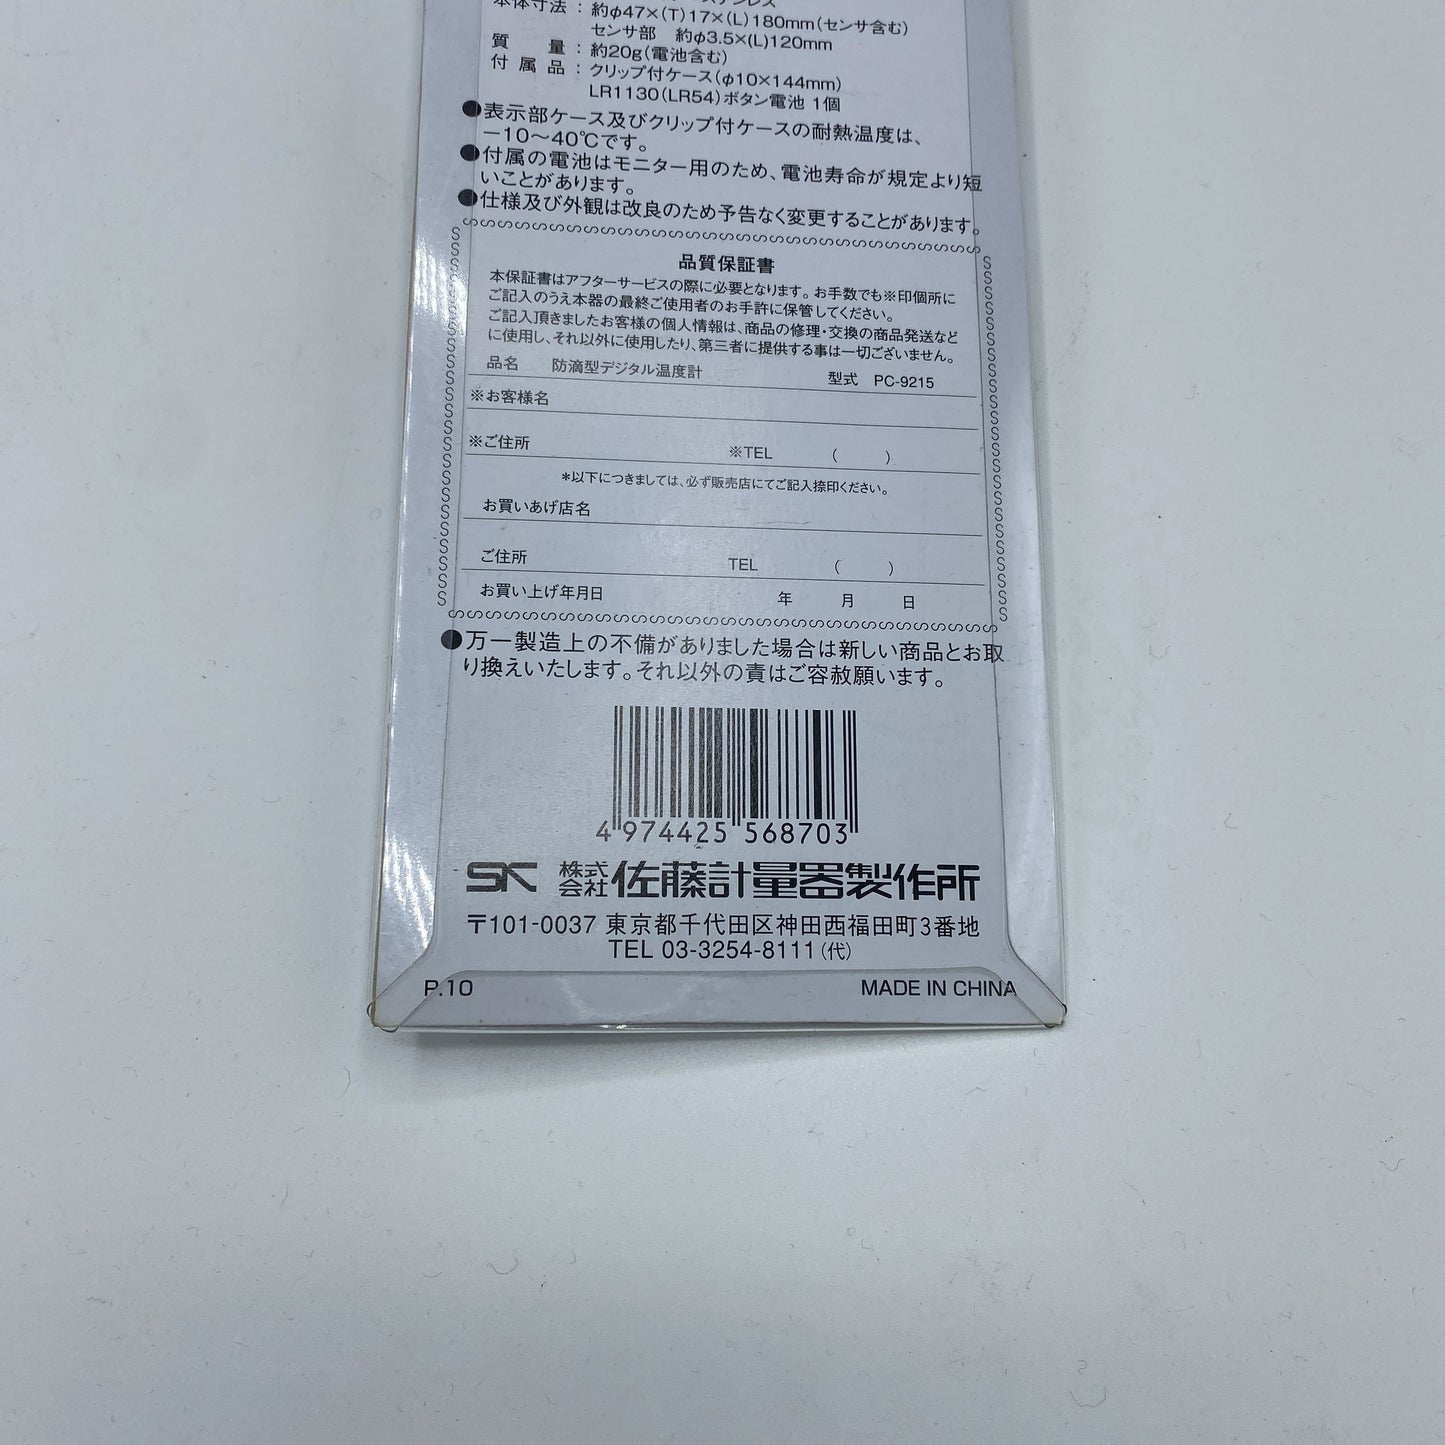 本体寸法：約φ47×(T)17×(L)180mm(センサ含む)
センサ部　約φ3.5×(L)120mm
質　　量：約20g(電池含む)
付 属 品：クリップ付ケース(φ10×144mm)
LR1130(LR54)ボタン電池 1個
●表示部ケース及びクリップ付ケースの耐熱温度は、
－10～40℃です。
●付属の電池はモニター用のため、電池寿命が規定より短
いことがあります。
●仕様及び外観は改良のため予告なく変更することがあります。
品質保証書
本保証書はアフターサービスの際に必要となります。お手数でも※印個所に
ご記入のうえ本器の最終ご使用者のお手許に保管してください。
ご記入頂きましたお客様の個人情報は、商品の修理・交換の商品発送など
に使用し、それ以外に使用したり、第三者に提供する事は一切ございません。
品名　防滴型デジタル温度計　型式　PC-9215
※お客様名
※ご住所　※TEL　(　　)
＊以下につきましては、必ず販売店にてご記入捺印ください。
お買いあげ店名
ご住所　TEL　(　　)
お買い上げ年月日　年　月　日
●万一製造上の不備がありました場合は新しい商品とお取
り換えいたします。それ以外の責はご容赦願います。
4 974425 568703
SK 株式会社 佐藤計量器製作所
〒101-0037 東京都千代田区神田西福田町3番地
TEL 03-3254-8111(代)
P.10　MADE IN CHINA